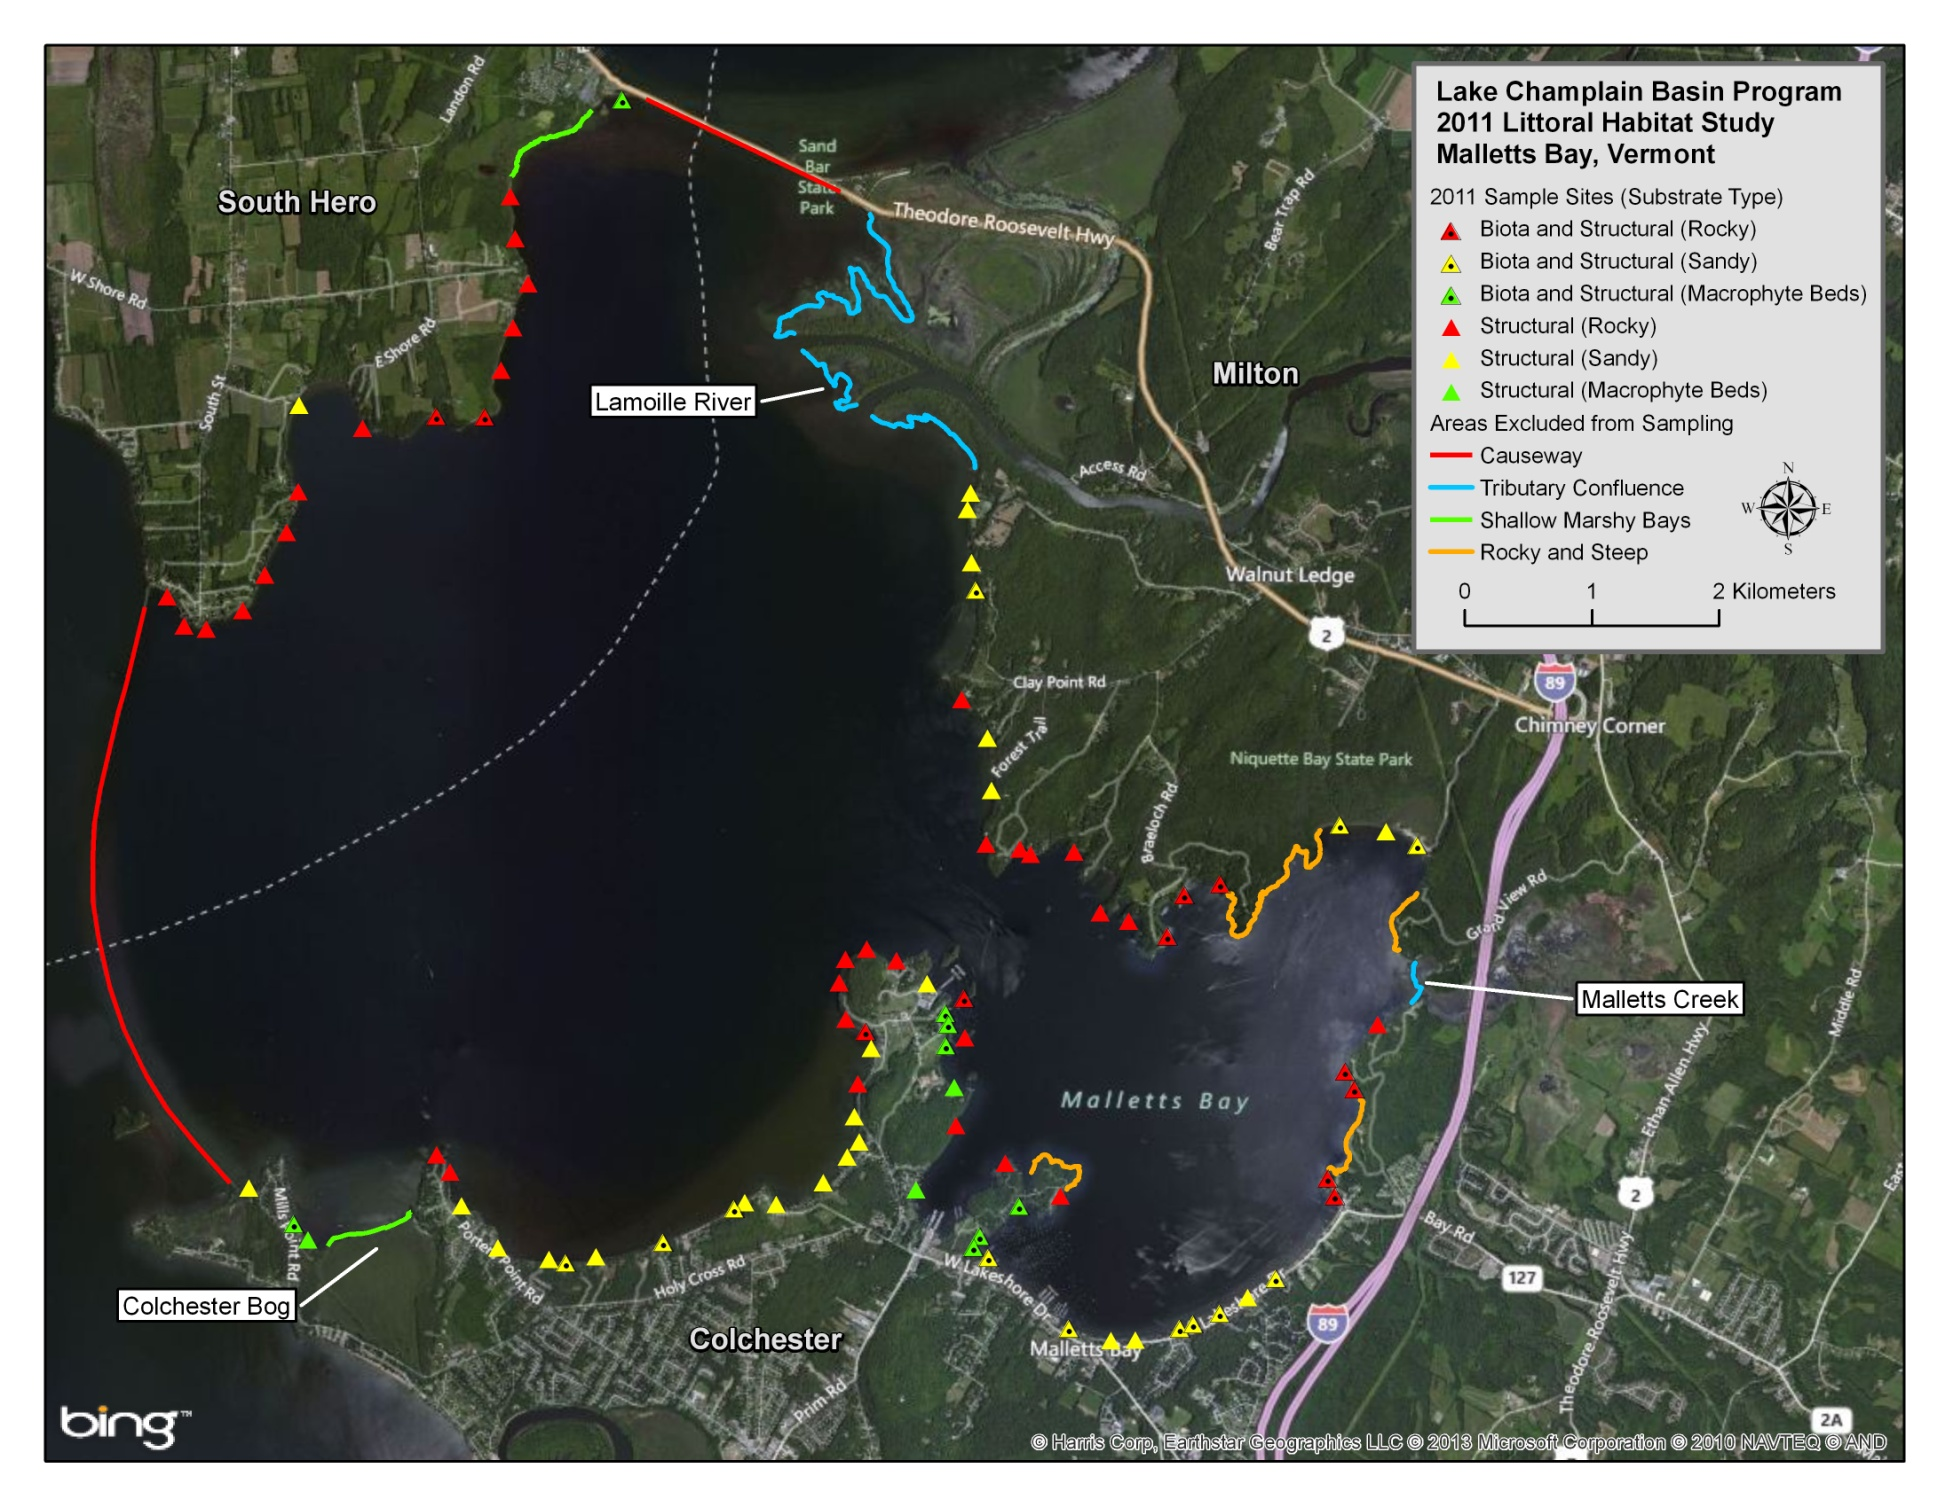 Lake Champlain Basin Program
2011 Littoral Habitat Study
Malletts Bay, Vermont
2011 Sample Sites (Substrate Type)
Biota and Structural (Rocky)
Biota and Structural (Sandy)
Biota and Structural (Macrophyte Beds)
Structural (Rocky)
Structural (Sandy)
Structural (Macrophyte Beds)
Areas Excluded from Sampling
Causeway
Tributary Confluence
Shallow Marshy Bays
Rocky and Steep
N
W
E
S
0 1 2 Kilometers
Landon Rd
Sand
Bar
State
Park
South Hero
Theodore Roosevelt Hwy
Bear Trap Rd
W Shore Rd
E Shore Rd
South St
Lamoille River
Milton
Access Rd
Walnut Ledge
2
Clay Point Rd
89
Chimney Corner
Forest Trail
Niquette Bay State Park
Braeloch Rd
Grand View Rd
Malletts Creek
Middle Rd
Ethan Allen Hwy
Malletts Bay
East
2
Mills Point Rd
Porter Point Rd
Bay Rd
Holy Cross Rd
W Lakeshore Dr
127
Colchester Bog
Colchester
89
Malletts Bay
Theodore Roosevelt Hwy
Prim Rd
2A
bing™
© Harris Corp, Earthstar Geographics LLC © 2013 Microsoft Corporation © 2010 NAVTEQ © AND